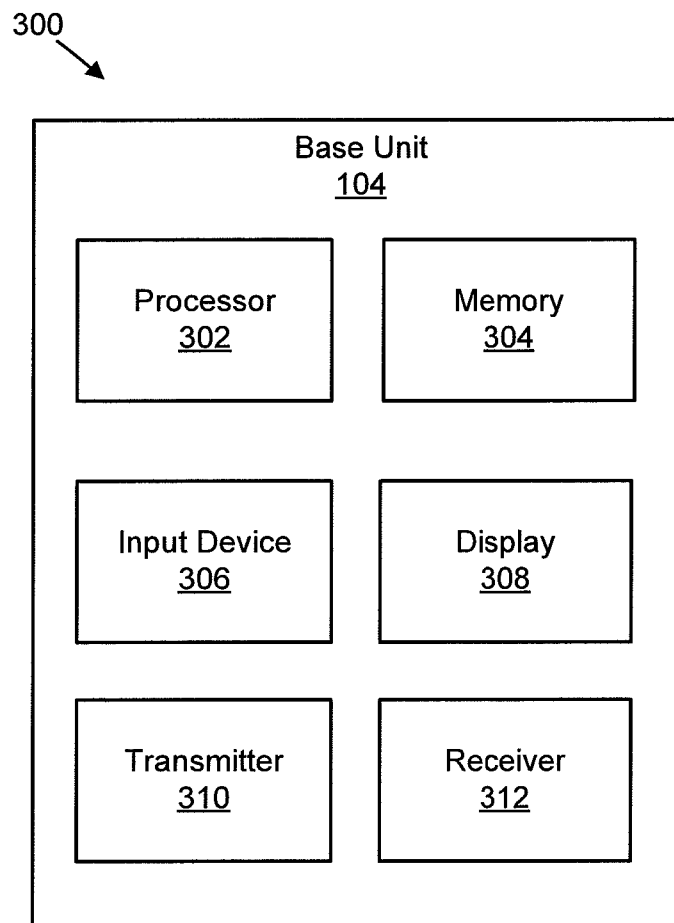 300
Base Unit
104
Processor
302
Memory
304
Input Device
306
Display
308
Transmitter
310
Receiver
312